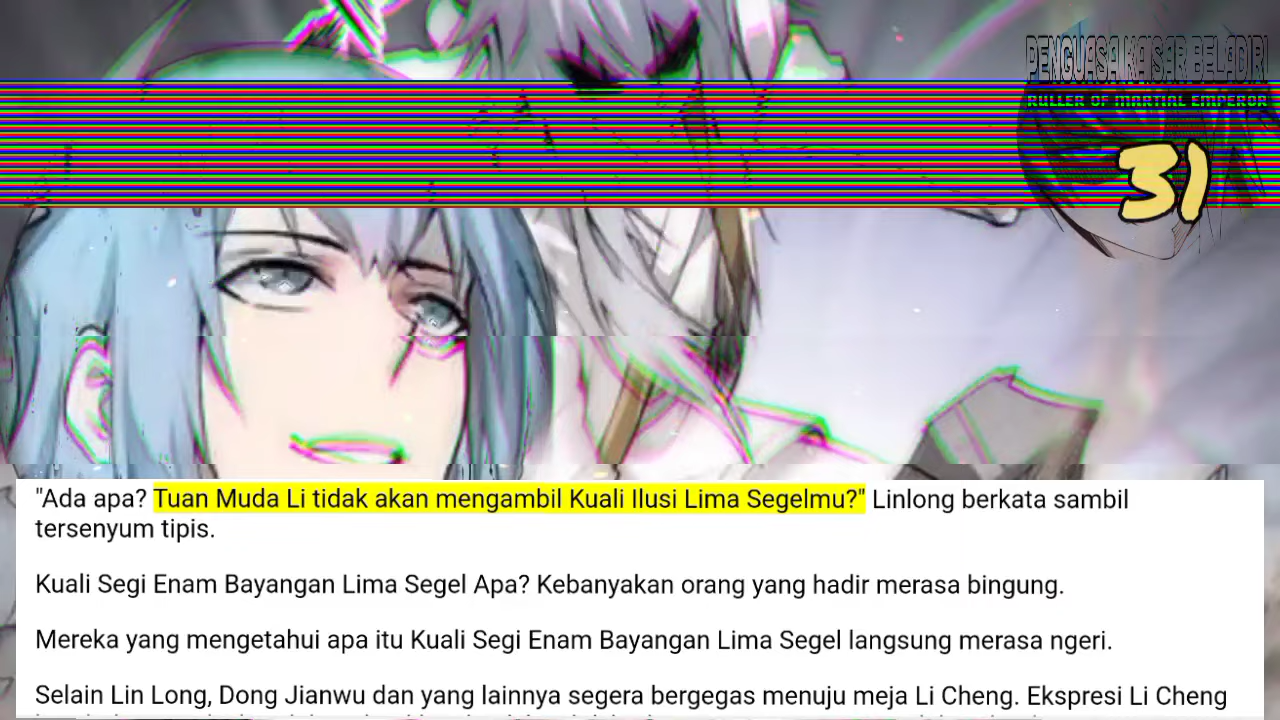 PENGUASA KAISAR BELADIRI
RULLER OF MARTIAL EMPEROR
31
"Ada apa? Tuan Muda Li tidak akan mengambil Kuali Ilusi Lima Segelmu?" Linlong berkata sambil
tersenyum tipis.
Kuali Segi Enam Bayangan Lima Segel Apa? Kebanyakan orang yang hadir merasa bingung.
Mereka yang mengetahui apa itu Kuali Segi Enam Bayangan Lima Segel langsung merasa ngeri.
Selain Lin Long, Dong Jianwu dan yang lainnya segera bergegas menuju meja Li Cheng. Ekspresi Li Cheng